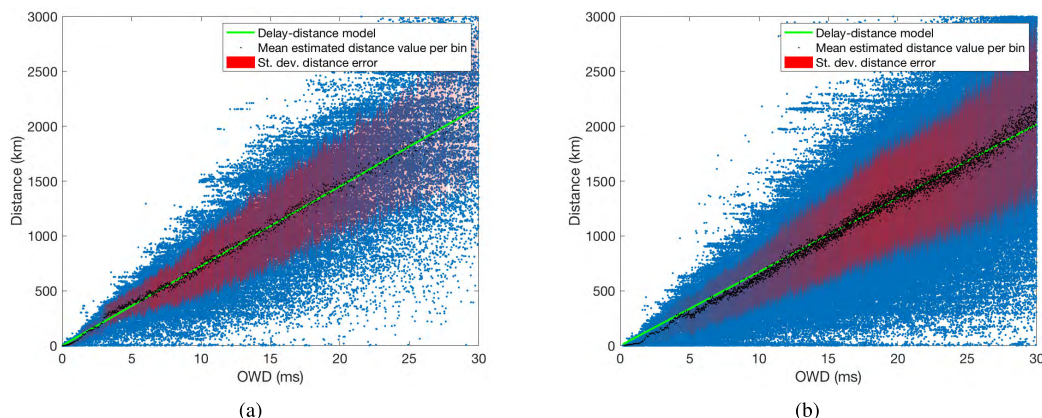 3000
2500
2000
1500
1000
500
0
Distance (km)
0 5 10 15 20 25 30
OWD (ms)
Delay-distance model
Mean estimated distance value per bin
St. dev. distance error
(a)
3000
2500
2000
1500
1000
500
0
Distance (km)
0 5 10 15 20 25 30
OWD (ms)
Delay-distance model
Mean estimated distance value per bin
St. dev. distance error
(b)